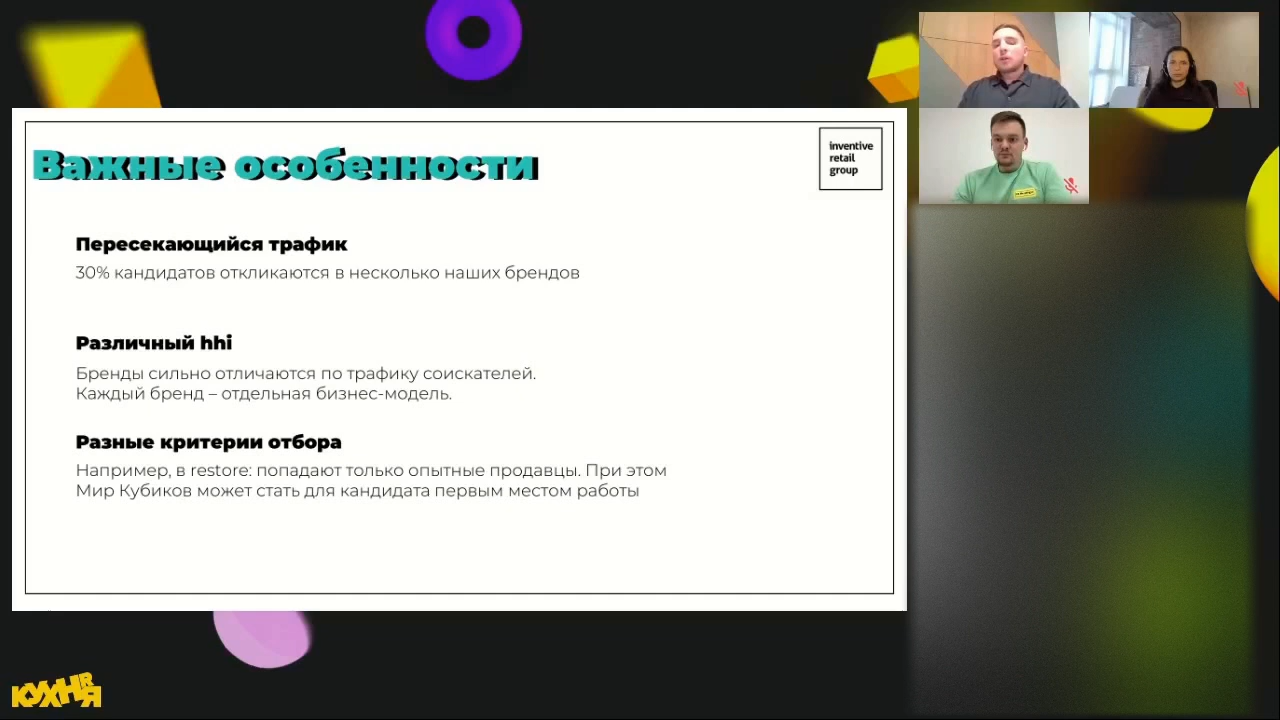 Важные особенности
inventive
retail
group
Пересекающийся трафик
30% кандидатов откликаются в несколько наших брендов
Различный hhi
Бренды сильно отличаются по трафику соискателей.
Каждый бренд – отдельная бизнес-модель.
Разные критерии отбора
Например, в restore: попадают только опытные продавцы. При этом
Мир Кубиков может стать для кандидата первым местом работы
КУХНHRЯ